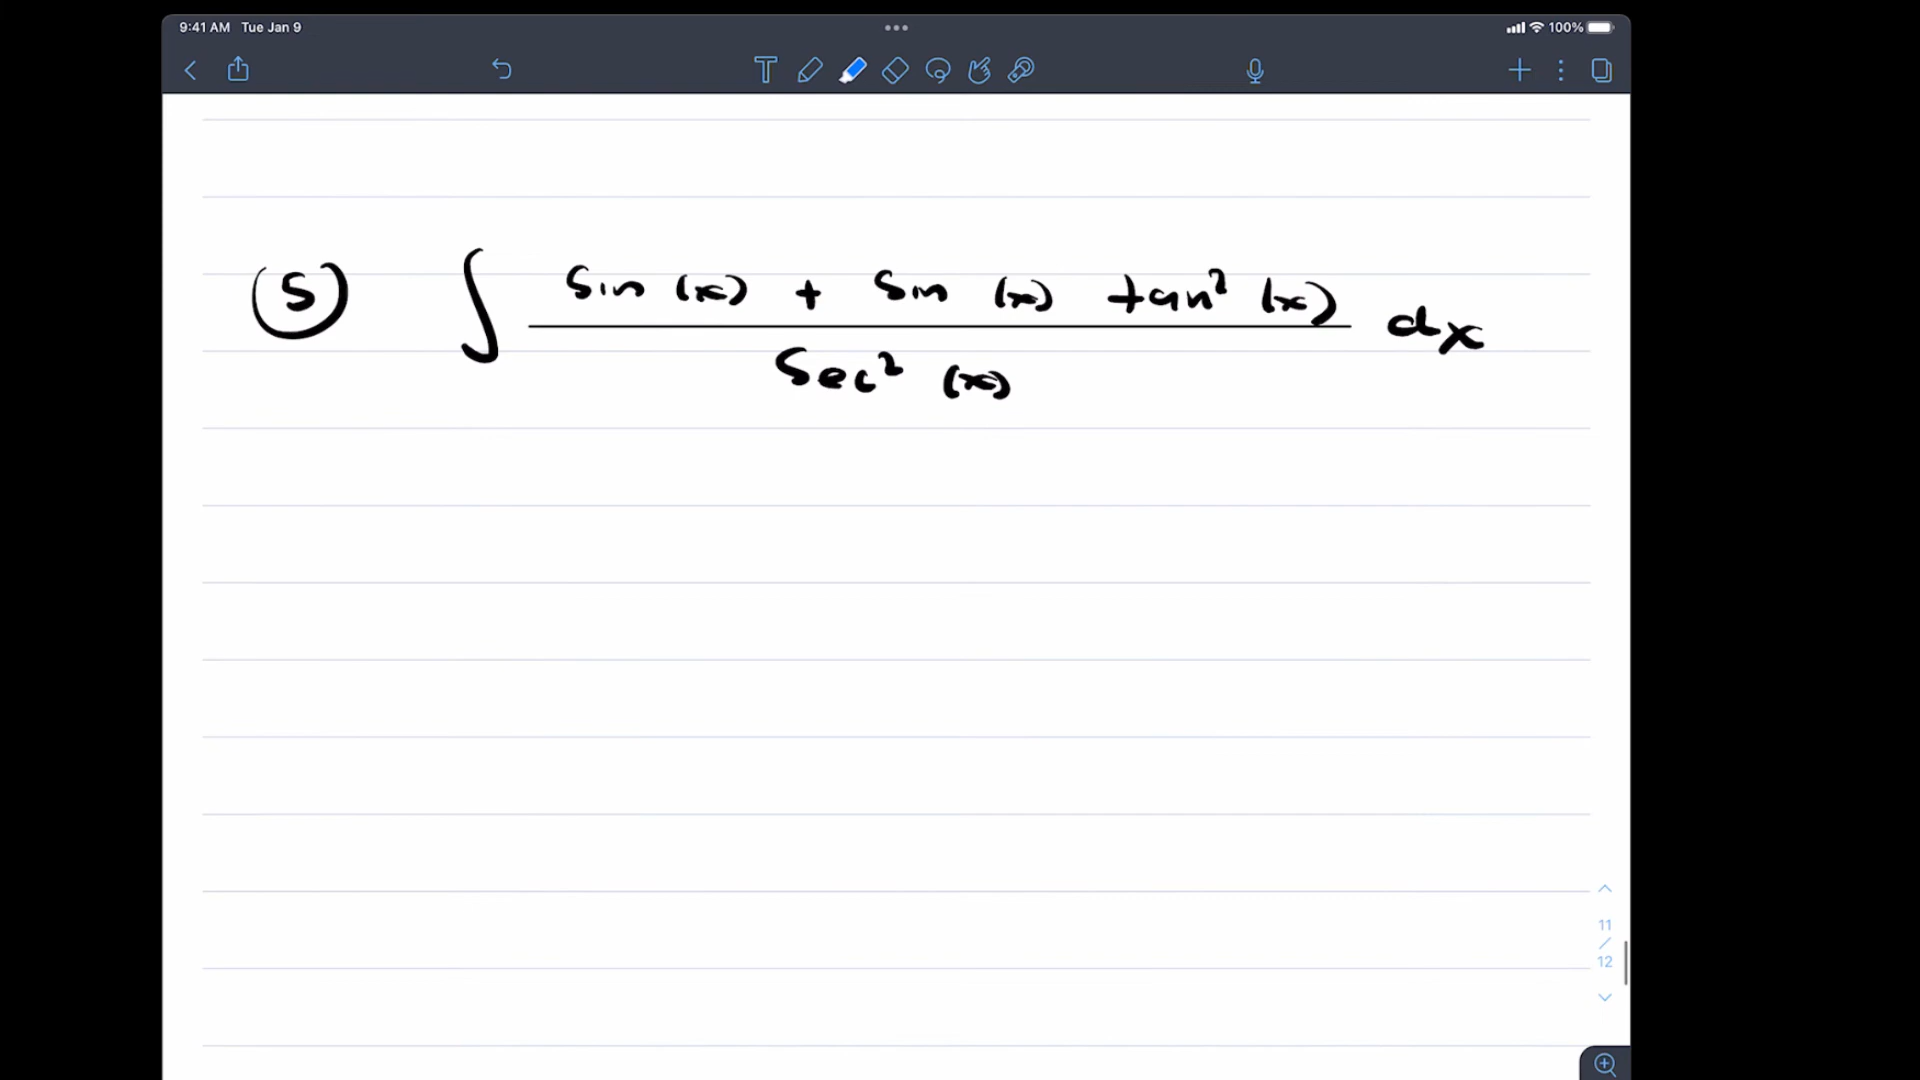 9:41 AM Tue Jan 9 100%
(5) ∫ sin (x) + sin (x) tan² (x) dx
sec² (x)
11
/
12